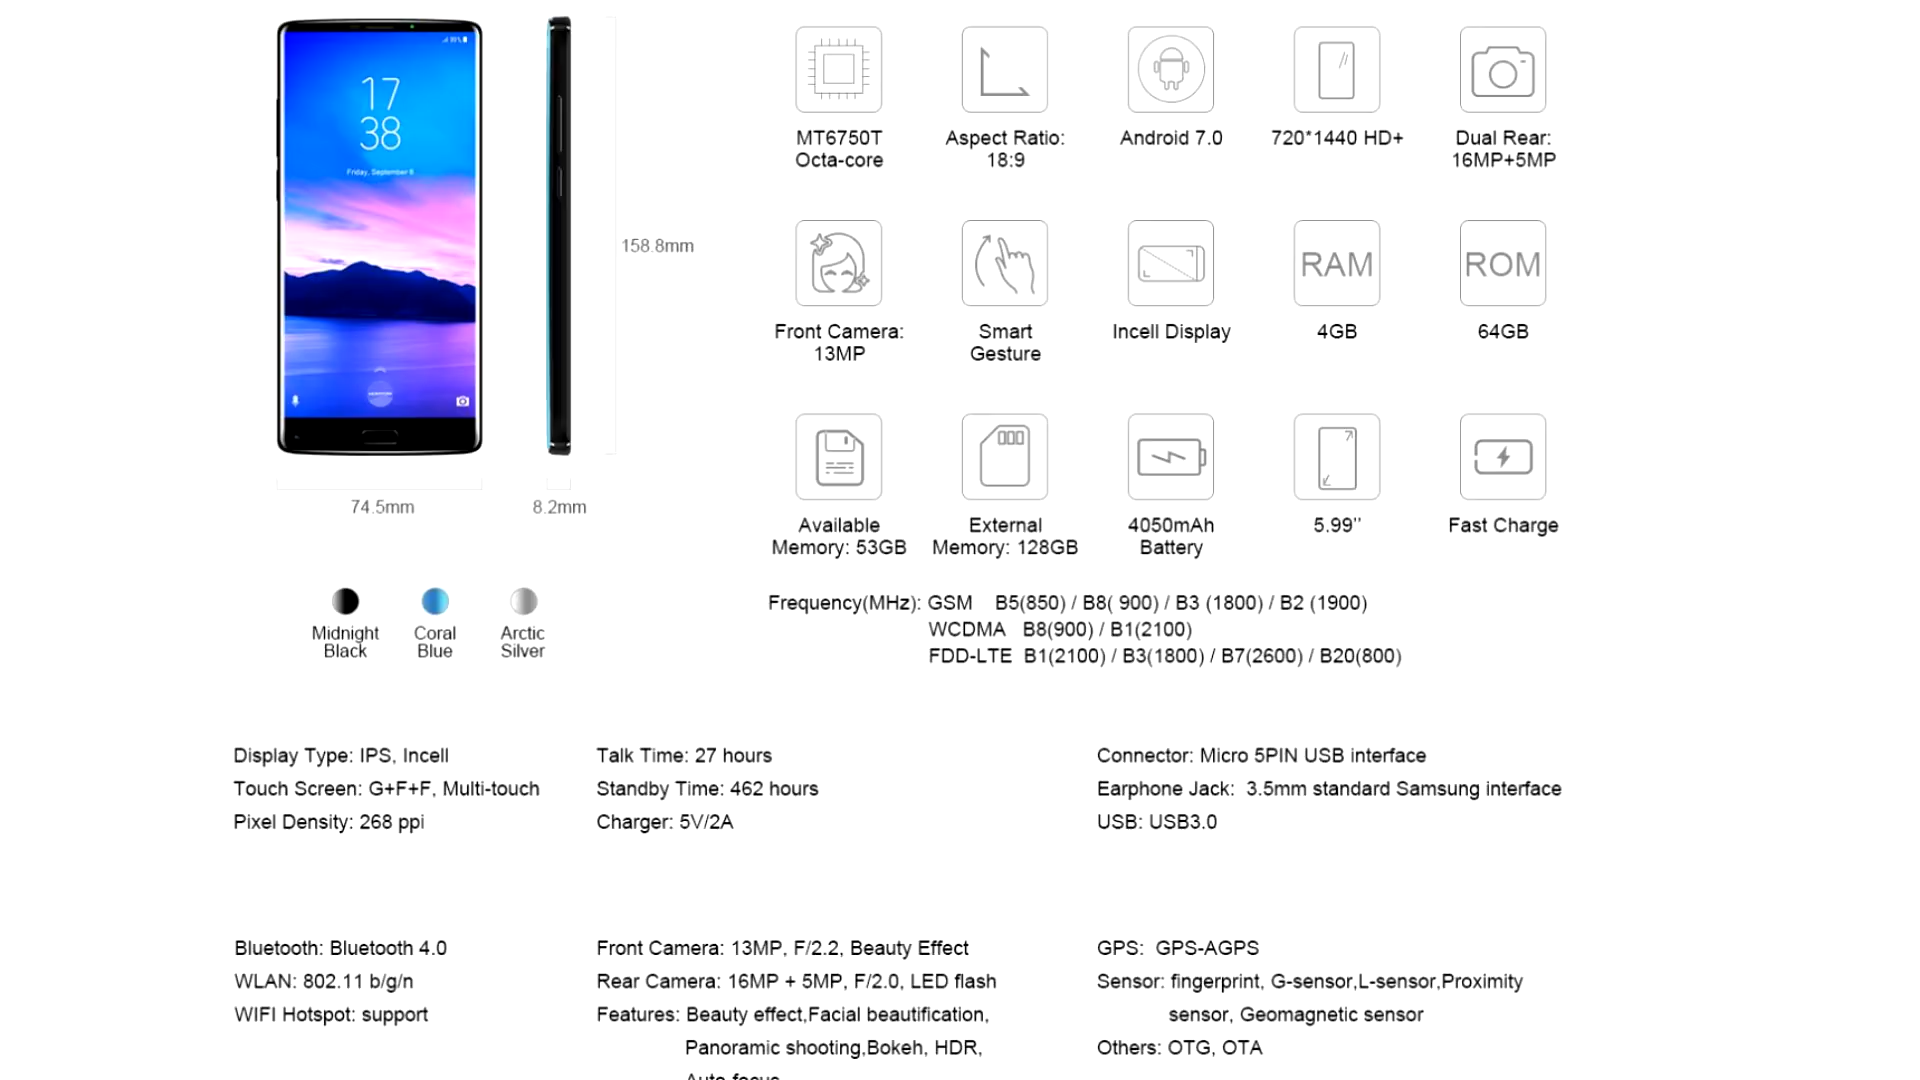 99%
17
38
Friday, September 8
158.8mm
74.5mm
8.2mm
Midnight
Black
Coral
Blue
Arctic
Silver
MT6750T
Octa-core
Aspect Ratio:
18:9
Android 7.0
720*1440 HD+
Dual Rear:
16MP+5MP
Front Camera:
13MP
Smart
Gesture
Incell Display
RAM
4GB
ROM
64GB
Available
Memory: 53GB
External
Memory: 128GB
4050mAh
Battery
5.99’’
Fast Charge
Frequency(MHz): GSM B5(850) / B8( 900) / B3 (1800) / B2 (1900)
WCDMA B8(900) / B1(2100)
FDD-LTE B1(2100) / B3(1800) / B7(2600) / B20(800)
Display Type: IPS, Incell
Touch Screen: G+F+F, Multi-touch
Pixel Density: 268 ppi
Talk Time: 27 hours
Standby Time: 462 hours
Charger: 5V/2A
Connector: Micro 5PIN USB interface
Earphone Jack: 3.5mm standard Samsung interface
USB: USB3.0
Bluetooth: Bluetooth 4.0
WLAN: 802.11 b/g/n
WIFI Hotspot: support
Front Camera: 13MP, F/2.2, Beauty Effect
Rear Camera: 16MP + 5MP, F/2.0, LED flash
Features: Beauty effect,Facial beautification,
Panoramic shooting,Bokeh, HDR,
Auto focus
GPS: GPS-AGPS
Sensor: fingerprint, G-sensor,L-sensor,Proximity
sensor, Geomagnetic sensor
Others: OTG, OTA